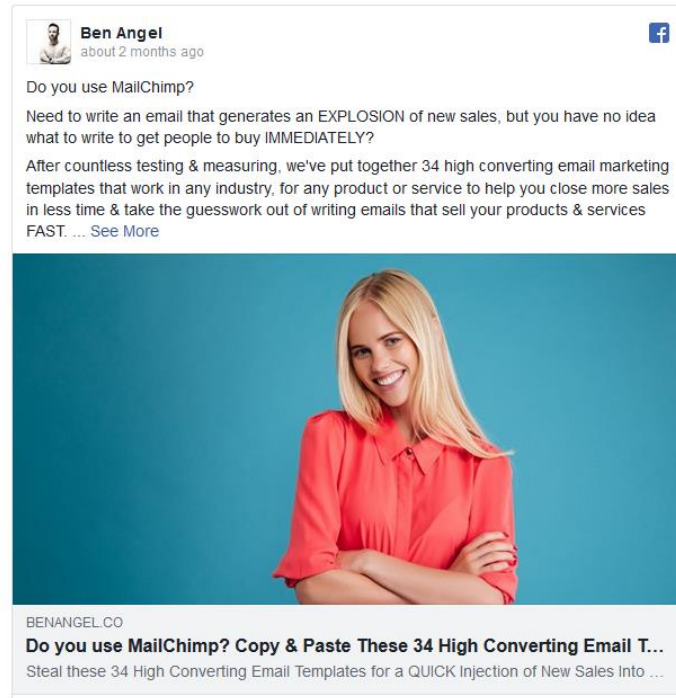 Ben Angel
about 2 months ago
Do you use MailChimp?
Need to write an email that generates an EXPLOSION of new sales, but you have no idea
what to write to get people to buy IMMEDIATELY?
After countless testing & measuring, we've put together 34 high converting email marketing
templates that work in any industry, for any product or service to help you close more sales
in less time & take the guesswork out of writing emails that sell your products & services
FAST. ... See More
BENANGEL.CO
Do you use MailChimp? Copy & Paste These 34 High Converting Email T...
Steal these 34 High Converting Email Templates for a QUICK Injection of New Sales Into ...